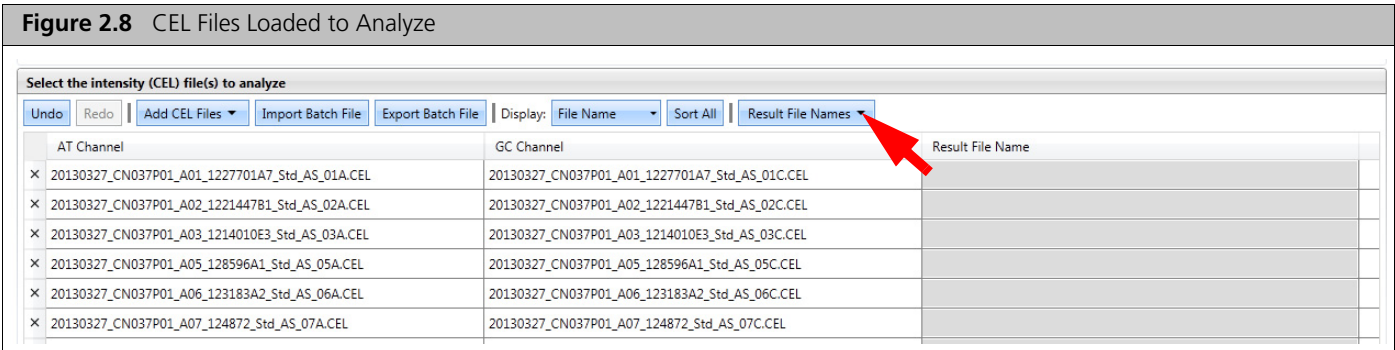 Figure 2.8 CEL Files Loaded to Analyze
Select the intensity (CEL) file(s) to analyze
Undo Redo Add CEL Files Import Batch File Export Batch File Display: File Name Sort All Result File Names
AT Channel GC Channel Result File Name
× 20130327_CN037P01_A01_1227701A7_Std_AS_01A.CEL 20130327_CN037P01_A01_1227701A7_Std_AS_01C.CEL
× 20130327_CN037P01_A02_1221447B1_Std_AS_02A.CEL 20130327_CN037P01_A02_1221447B1_Std_AS_02C.CEL
× 20130327_CN037P01_A03_1214010E3_Std_AS_03A.CEL 20130327_CN037P01_A03_1214010E3_Std_AS_03C.CEL
× 20130327_CN037P01_A05_128596A1_Std_AS_05A.CEL 20130327_CN037P01_A05_128596A1_Std_AS_05C.CEL
× 20130327_CN037P01_A06_123183A2_Std_AS_06A.CEL 20130327_CN037P01_A06_123183A2_Std_AS_06C.CEL
× 20130327_CN037P01_A07_124872_Std_AS_07A.CEL 20130327_CN037P01_A07_124872_Std_AS_07C.CEL